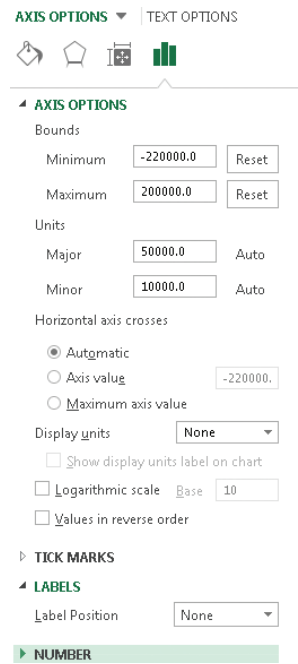 AXIS OPTIONS TEXT OPTIONS
AXIS OPTIONS
Bounds
Minimum -220000.0 Reset
Maximum 200000.0 Reset
Units
Major 50000.0 Auto
Minor 10000.0 Auto
Horizontal axis crosses
Automatic
Axis value -220000.
Maximum axis value
Display units None
Show display units label on chart
Logarithmic scale Base 10
Values in reverse order
TICK MARKS
LABELS
Label Position None
NUMBER